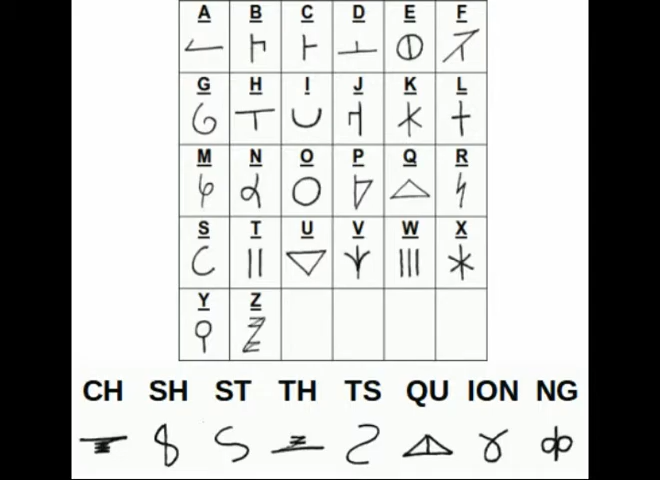 A B C D E F
G H I J K L
M N O P Q R
S T U V W X
Y Z
CH SH ST TH TS QU ION NG